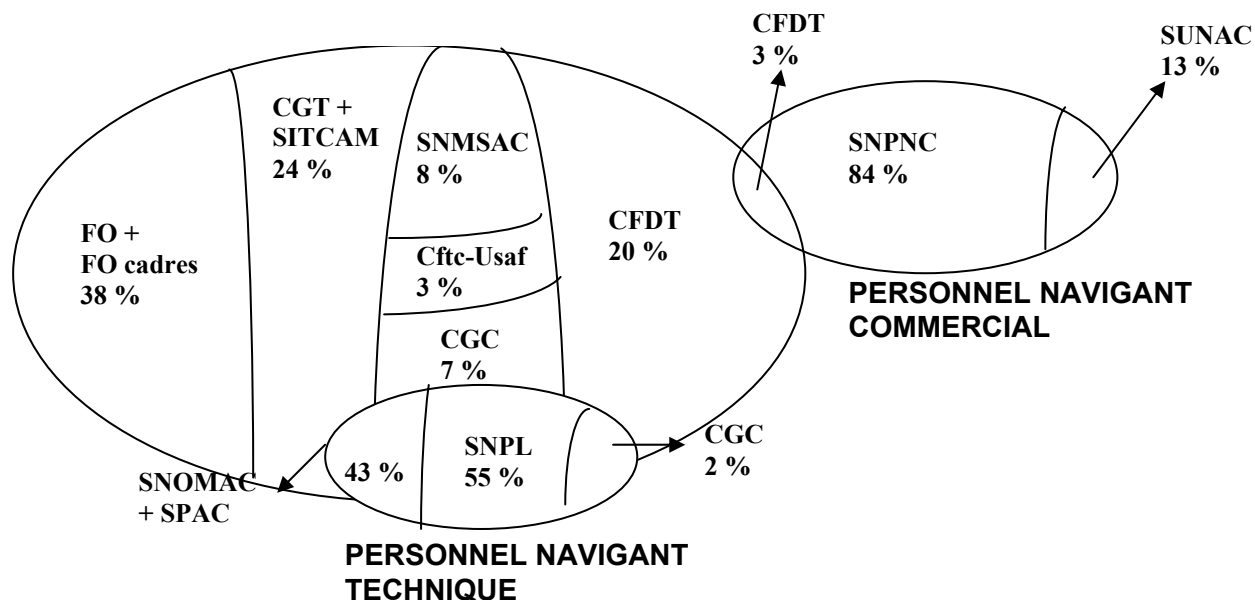 CFDT
3 %
SUNAC
13 %
CGT +
SITCAM
24 %
SNMSAC
8 %
SNPNC
84 %
FO +
FO cadres
38 %
Cftc-Usaf
3 %
CFDT
20 %
PERSONNEL NAVIGANT
COMMERCIAL
CGC
7 %
43 %
SNPL
55 %
CGC
2 %
SNOMAC
+ SPAC
PERSONNEL NAVIGANT
TECHNIQUE